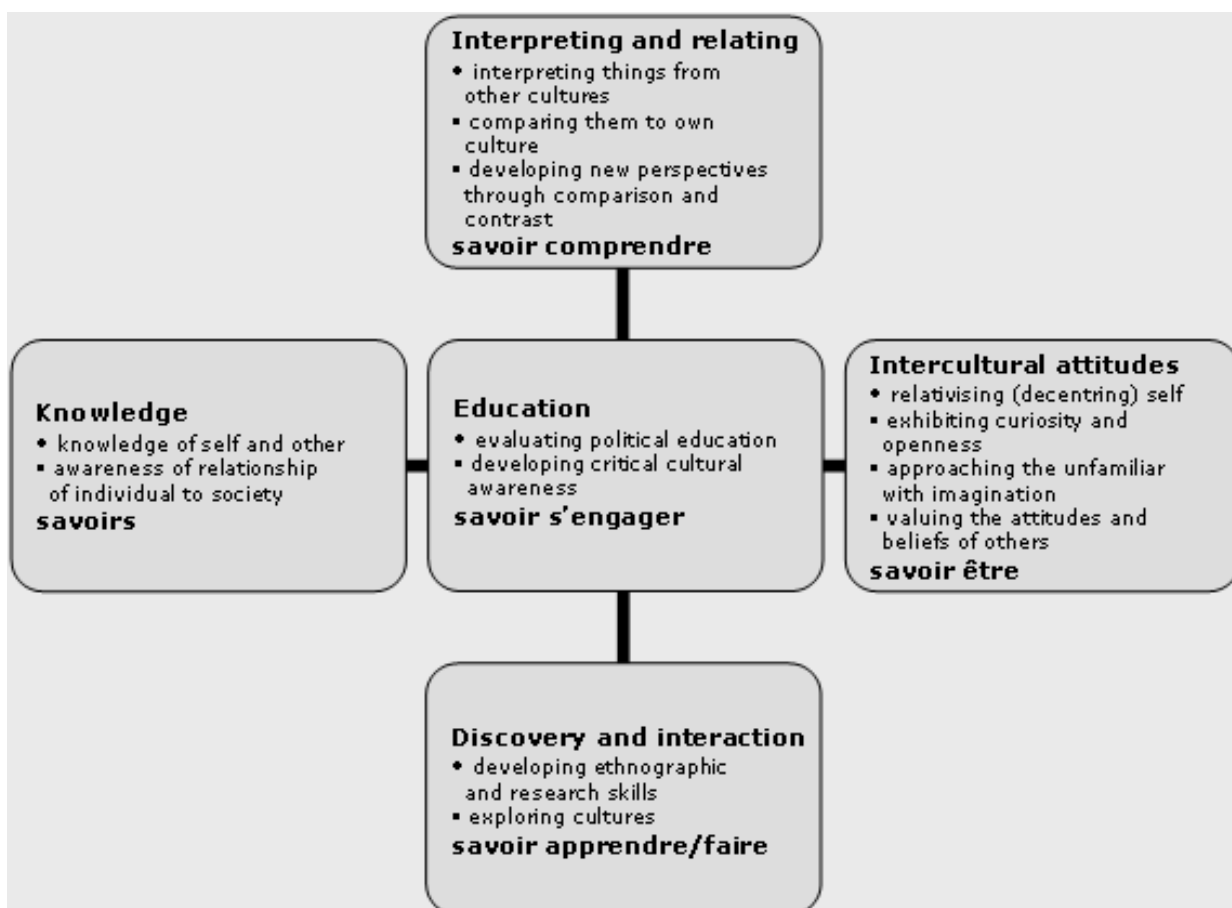 Interpreting and relating
• interpreting things from
other cultures
▪ comparing them to own
culture
▪ developing new perspectives
through comparison and
contrast
savoir comprendre
Knowledge
• knowledge of self and other
▪ awareness of relationship
of individual to society
savoirs
Education
• evaluating political education
▪ developing critical cultural
awareness
savoir s'engager
Intercultural attitudes
• relativising (decentring) self
▪ exhibiting curiosity and
openness
▪ approaching the unfamiliar
with imagination
▪ valuing the attitudes and
beliefs of others
savoir être
Discovery and interaction
• developing ethnographic
and research skills
▪ exploring cultures
savoir apprendre/faire